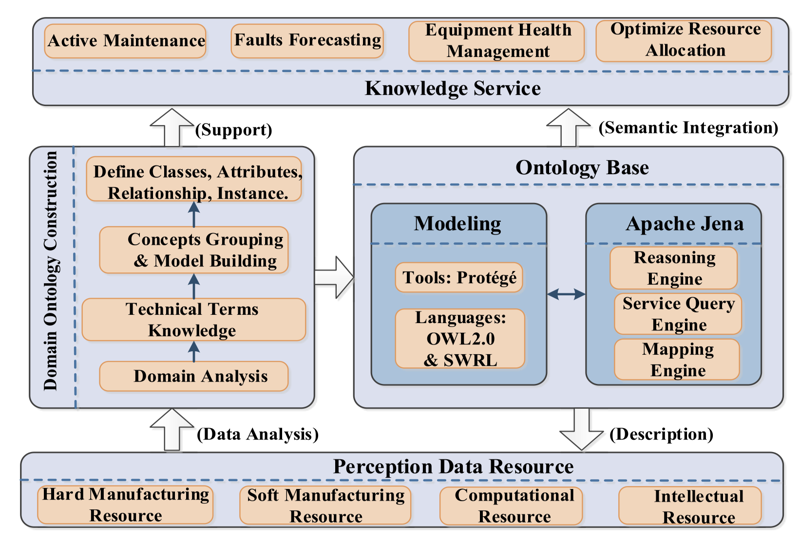 Active Maintenance
Faults Forecasting
Equipment Health
Management
Optimize Resource
Allocation
Knowledge Service
(Support)
(Semantic Integration)
Domain Ontology Construction
Define Classes, Attributes,
Relationship, Instance.
Concepts Grouping
& Model Building
Technical Terms
Knowledge
Domain Analysis
Ontology Base
Modeling
Tools: Protégé
Languages:
OWL2.0
& SWRL
Apache Jena
Reasoning
Engine
Service Query
Engine
Mapping
Engine
(Data Analysis)
(Description)
Perception Data Resource
Hard Manufacturing
Resource
Soft Manufacturing
Resource
Computational
Resource
Intellectual
Resource